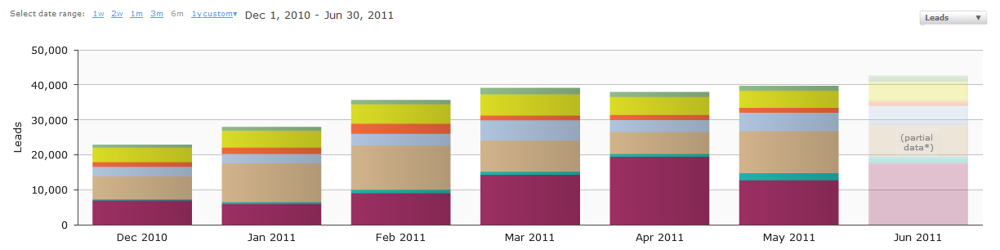 Select date range: 1w 2w 1m 3m 6m 1y custom▾ Dec 1, 2010 - Jun 30, 2011
Leads ▼
50,000
40,000
30,000
20,000
10,000
0
Leads
(partial
data*)
Dec 2010 Jan 2011 Feb 2011 Mar 2011 Apr 2011 May 2011 Jun 2011